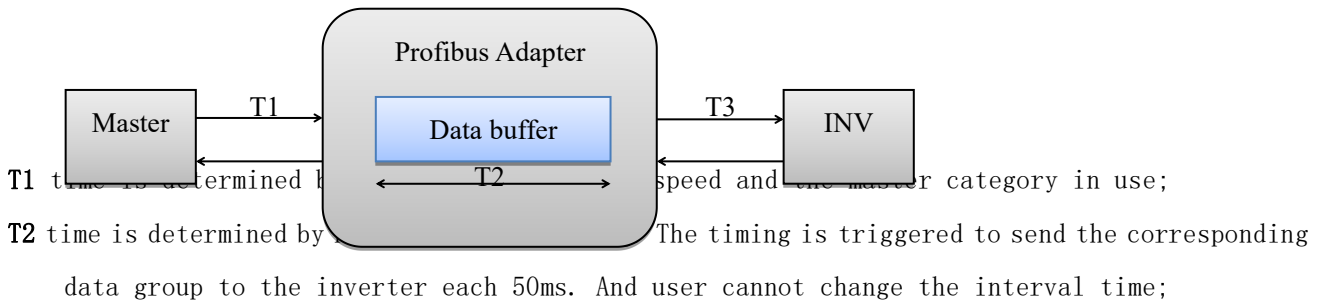 Profibus Adapter
Master
T1
Data buffer
T3
INV
T2
T1 time is determined speed and the master category in use;
T2 time is determined by The timing is triggered to send the corresponding
data group to the inverter each 50ms. And user cannot change the interval time;